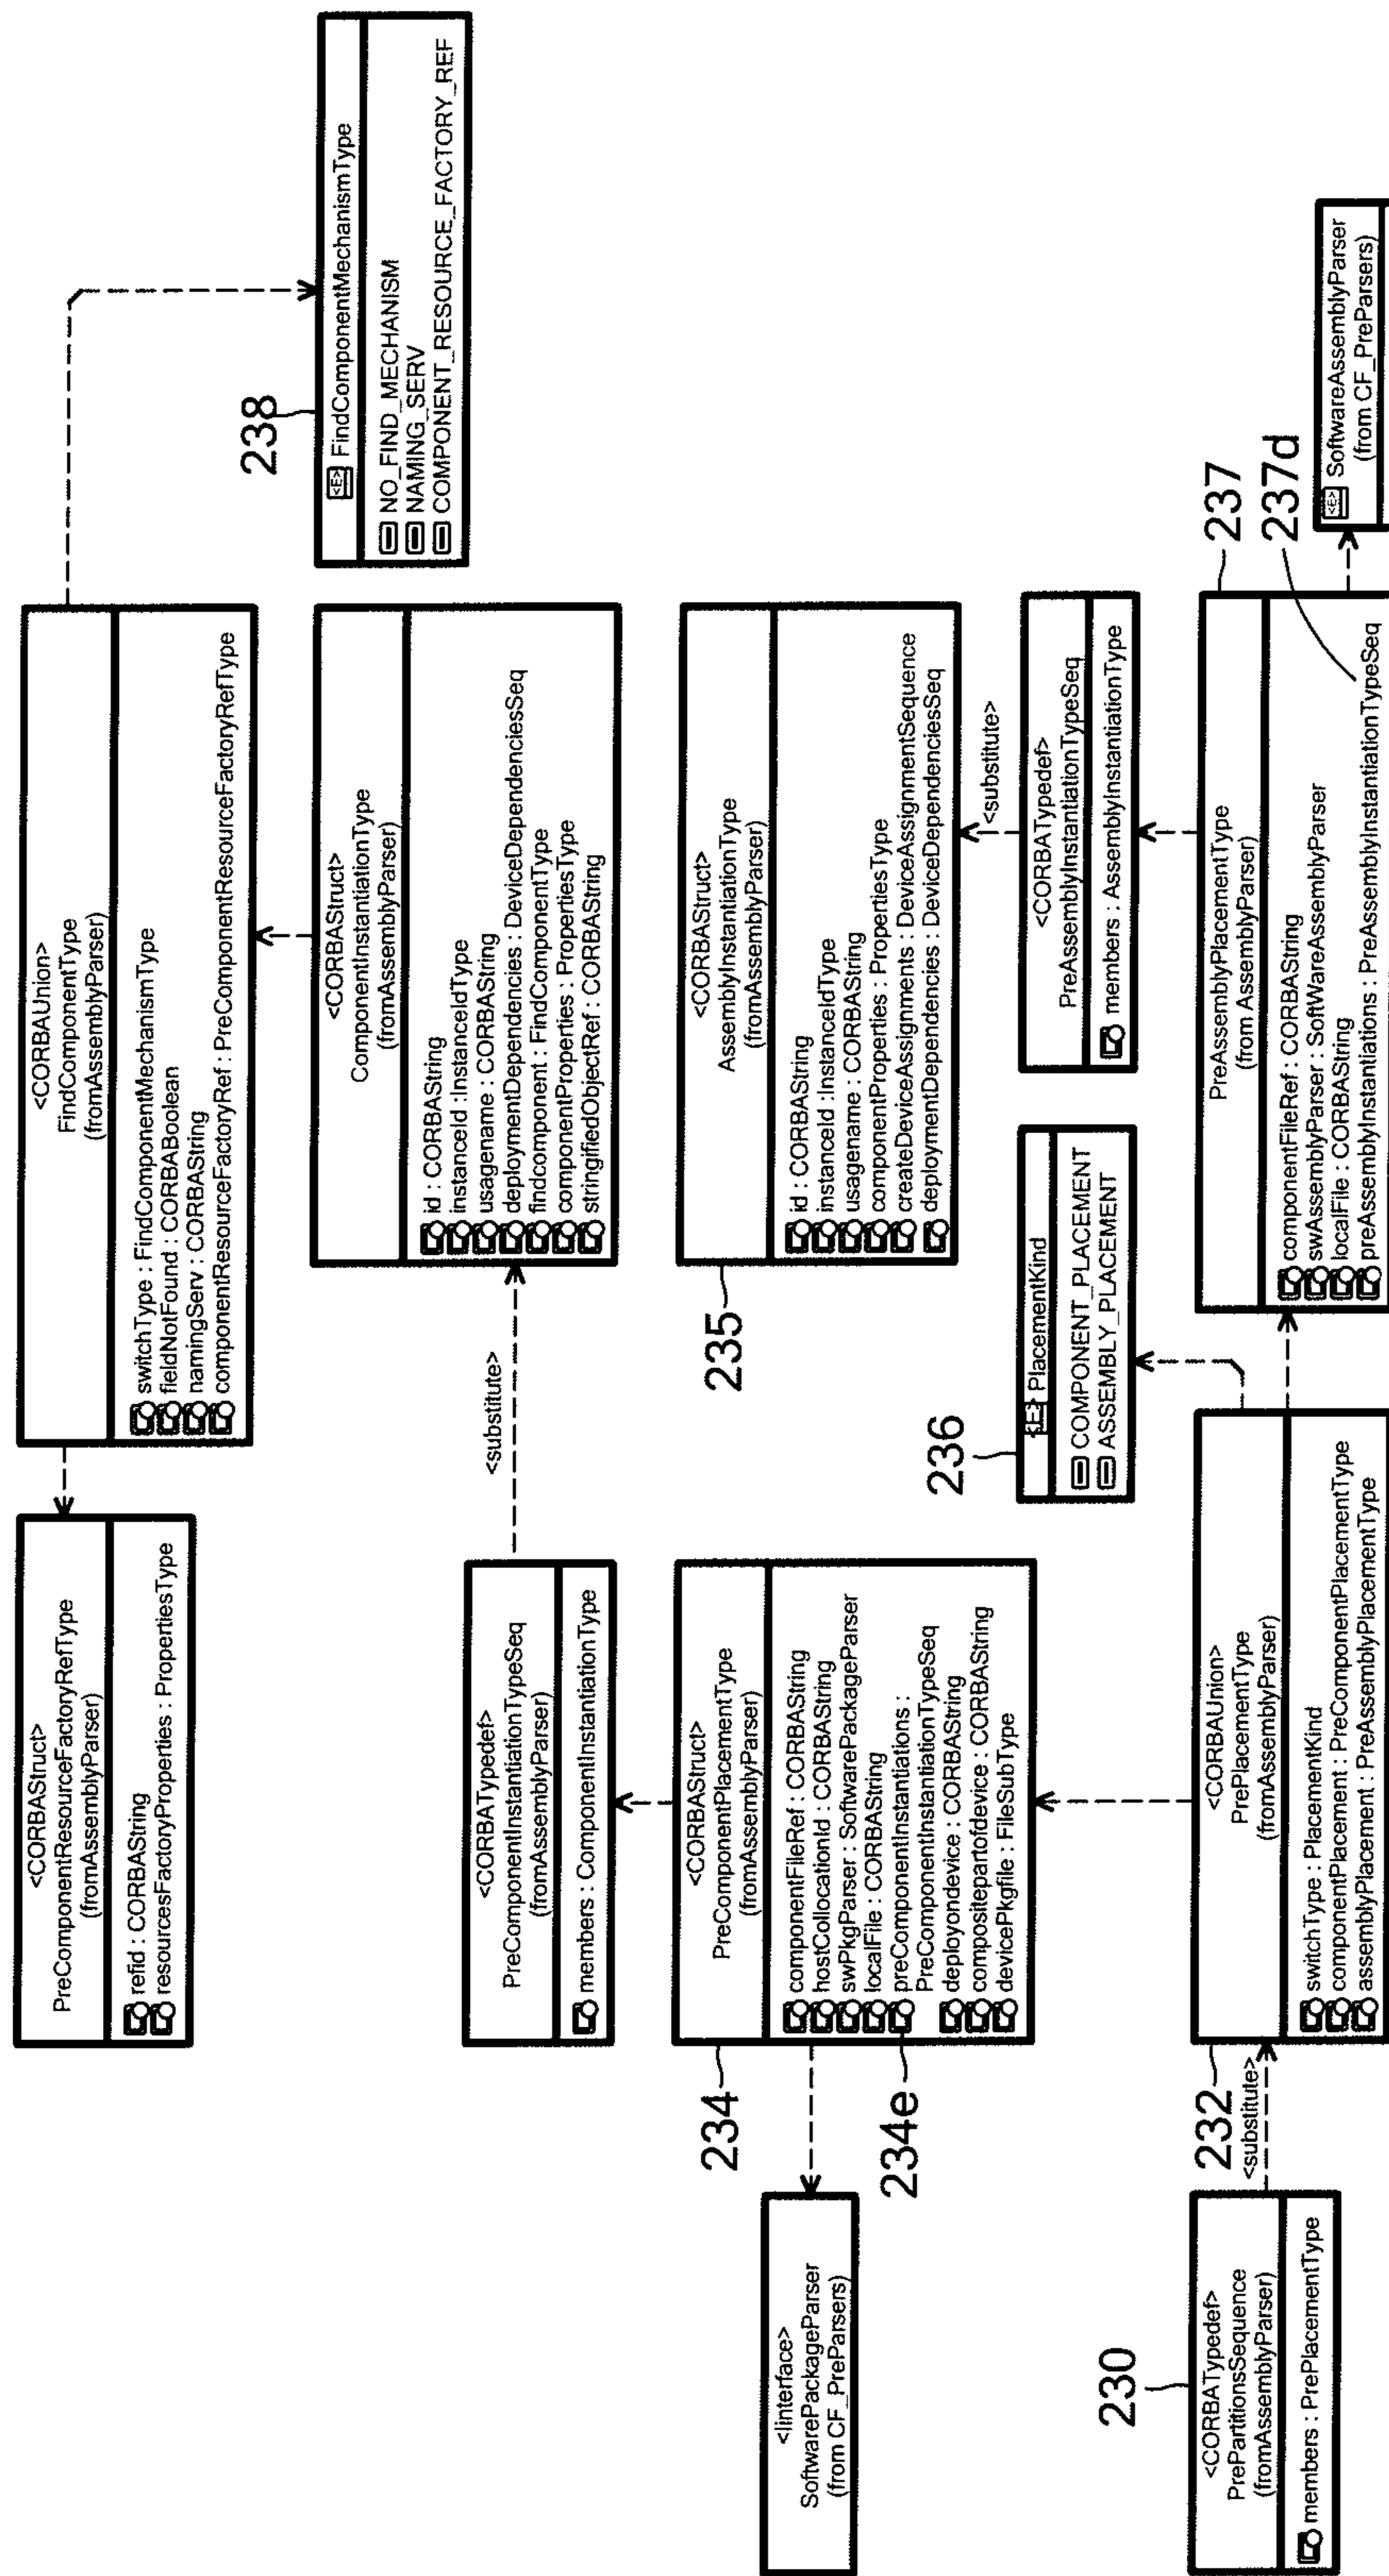 <CORBAStruct>
PreComponentResourceFactoryRefType
(fromAssemblyParser)
refid : CORBAString
resourcesFactoryProperties : PropertiesType
<CORBAUnion>
FindComponentType
(fromAssemblyParser)
switchType : FindComponentMechanismType
fieldNotFound : CORBABoolean
namingServ : CORBAString
componentResourceFactoryRef : PreComponentResourceFactoryRefType
238
<E> FindComponentMechanismType
NO_FIND_MECHANISM
NAMING_SERV
COMPONENT_RESOURCE_FACTORY_REF
<CORBATypedef>
PreComponentInstantiationTypeSeq
(fromAssemblyParser)
members : ComponentInstantiationType
<substitute>
<CORBAStruct>
ComponentInstantiationType
(fromAssemblyParser)
id : CORBAString
instanceId :InstanceIdType
usagename : CORBAString
deploymentDependencies : DeviceDependenciesSeq
findcomponent : FindComponentType
componentProperties : PropertiesType
stringifiedObjectRef : CORBAString
<Iinterface>
SoftwarePackageParser
(from CF_PreParsers)
234
<CORBAStruct>
PreComponentPlacementType
(fromAssemblyParser)
componentFileRef : CORBAString
hostCollocationId : CORBAString
swPkgParser : SoftwarePackageParser
localFile : CORBAString
preComponentInstantiations :
PreComponentInstantiationTypeSeq
deployondevice : CORBAString
compositepartofdevice : CORBAString
devicePkgfile : FileSubType
234e
235
<CORBAStruct>
AssemblyInstantiationType
(fromAssemblyParser)
id : CORBAString
instanceId :InstanceIdType
usagename : CORBAString
componentProperties : PropertiesType
createDeviceAssignments : DeviceAssignmentSequence
deploymentDependencies : DeviceDependenciesSeq
<substitute>
236
<E> PlacementKind
COMPONENT_PLACEMENT
ASSEMBLY_PLACEMENT
<CORBATypedef>
PreAssemblyInstantiationTypeSeq
members : AssemblyInstantiationType
230
<CORBATypedef>
PrePartitionsSequence
(fromAssemblyParser)
members : PrePlacementType
<substitute>
232
<CORBAUnion>
PrePlacementType
(fromAssemblyParser)
switchType : PlacementKind
componentPlacement : PreComponentPlacementType
assemblyPlacement : PreAssemblyPlacementType
237
PreAssemblyPlacementType
(from AssemblyParser)
componentFileRef : CORBAString
swAssemblyParser : SoftWareAssemblyParser
localFile : CORBAString
preAssemblyInstantiations : PreAssemblyInstantiationTypeSeq
237d
<E> SoftwareAssemblyParser
(from CF_PreParsers)